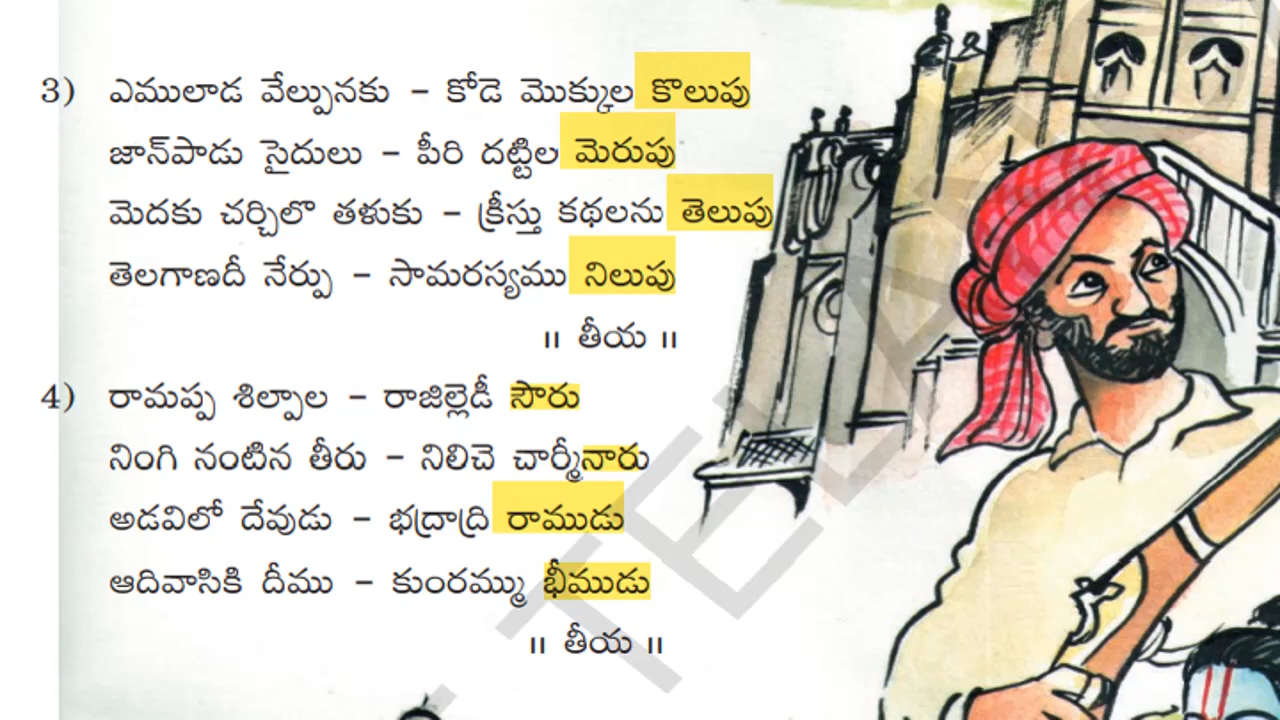 3) ఎములాడ వేల్పునకు – కోడె మొక్కుల కొలుపు
జాన్‌పాడు సైదులు – పీరి దట్టిల మెరుపు
మెదకు చర్చిలొ తళుకు – క్రీస్తు కథలను తెలుపు
తెలగాణదీ నేర్పు – సామరస్యము నిలుపు
॥ తీయ ॥
4) రామప్ప శిల్పాల – రాజిల్లెడీ సౌరు
నింగి నంటిన తీరు – నిలిచె చార్మీనారు
అడవిలో దేవుడు – భద్రాద్రి రాముడు
ఆదివాసికి దీము – కుంరమ్ము భీముడు
॥ తీయ ॥